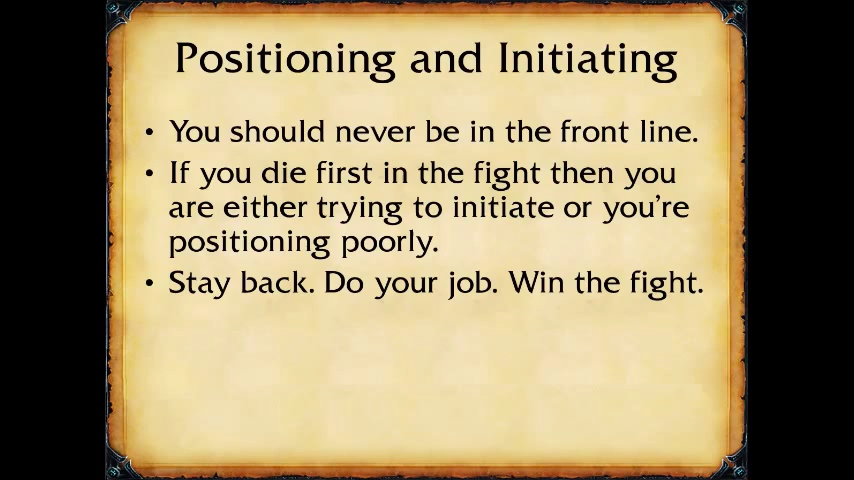 Positioning and Initiating
• You should never be in the front line.
• If you die first in the fight then you
are either trying to initiate or you're
positioning poorly.
• Stay back. Do your job. Win the fight.